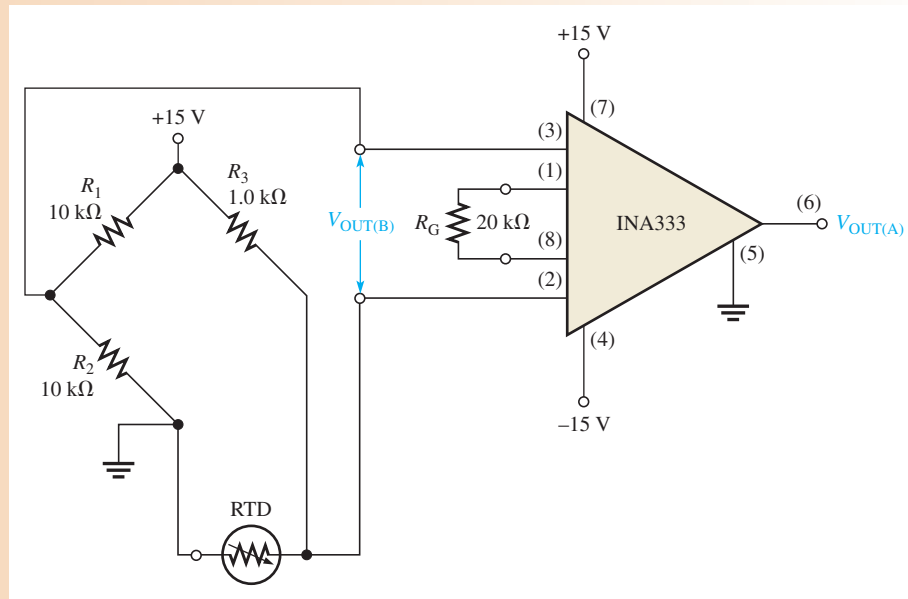 +15 V
(7)
+15 V
(3)
R3
1.0 kΩ
(1)
R1
10 kΩ
VOUT(B)
RG
20 kΩ
INA333
(6)
VOUT(A)
(8)
(5)
(2)
R2
10 kΩ
(4)
–15 V
RTD